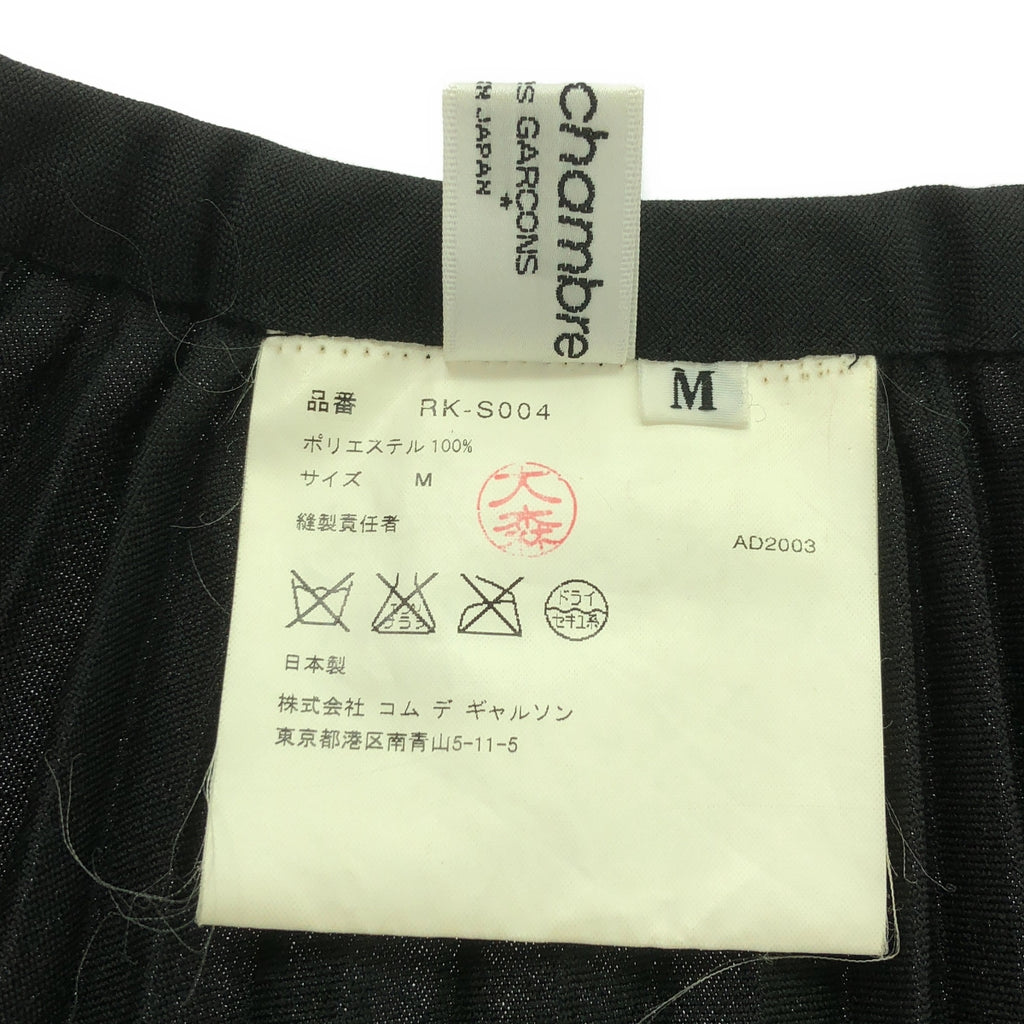 chambre
S GARCONS
IN JAPAN
M
品番 RK-S004
ポリエステル 100%
サイズ M
縫製責任者 大森
AD2003
ドライ
セキユ系
日本製
株式会社 コム デ ギャルソン
東京都港区南青山5-11-5